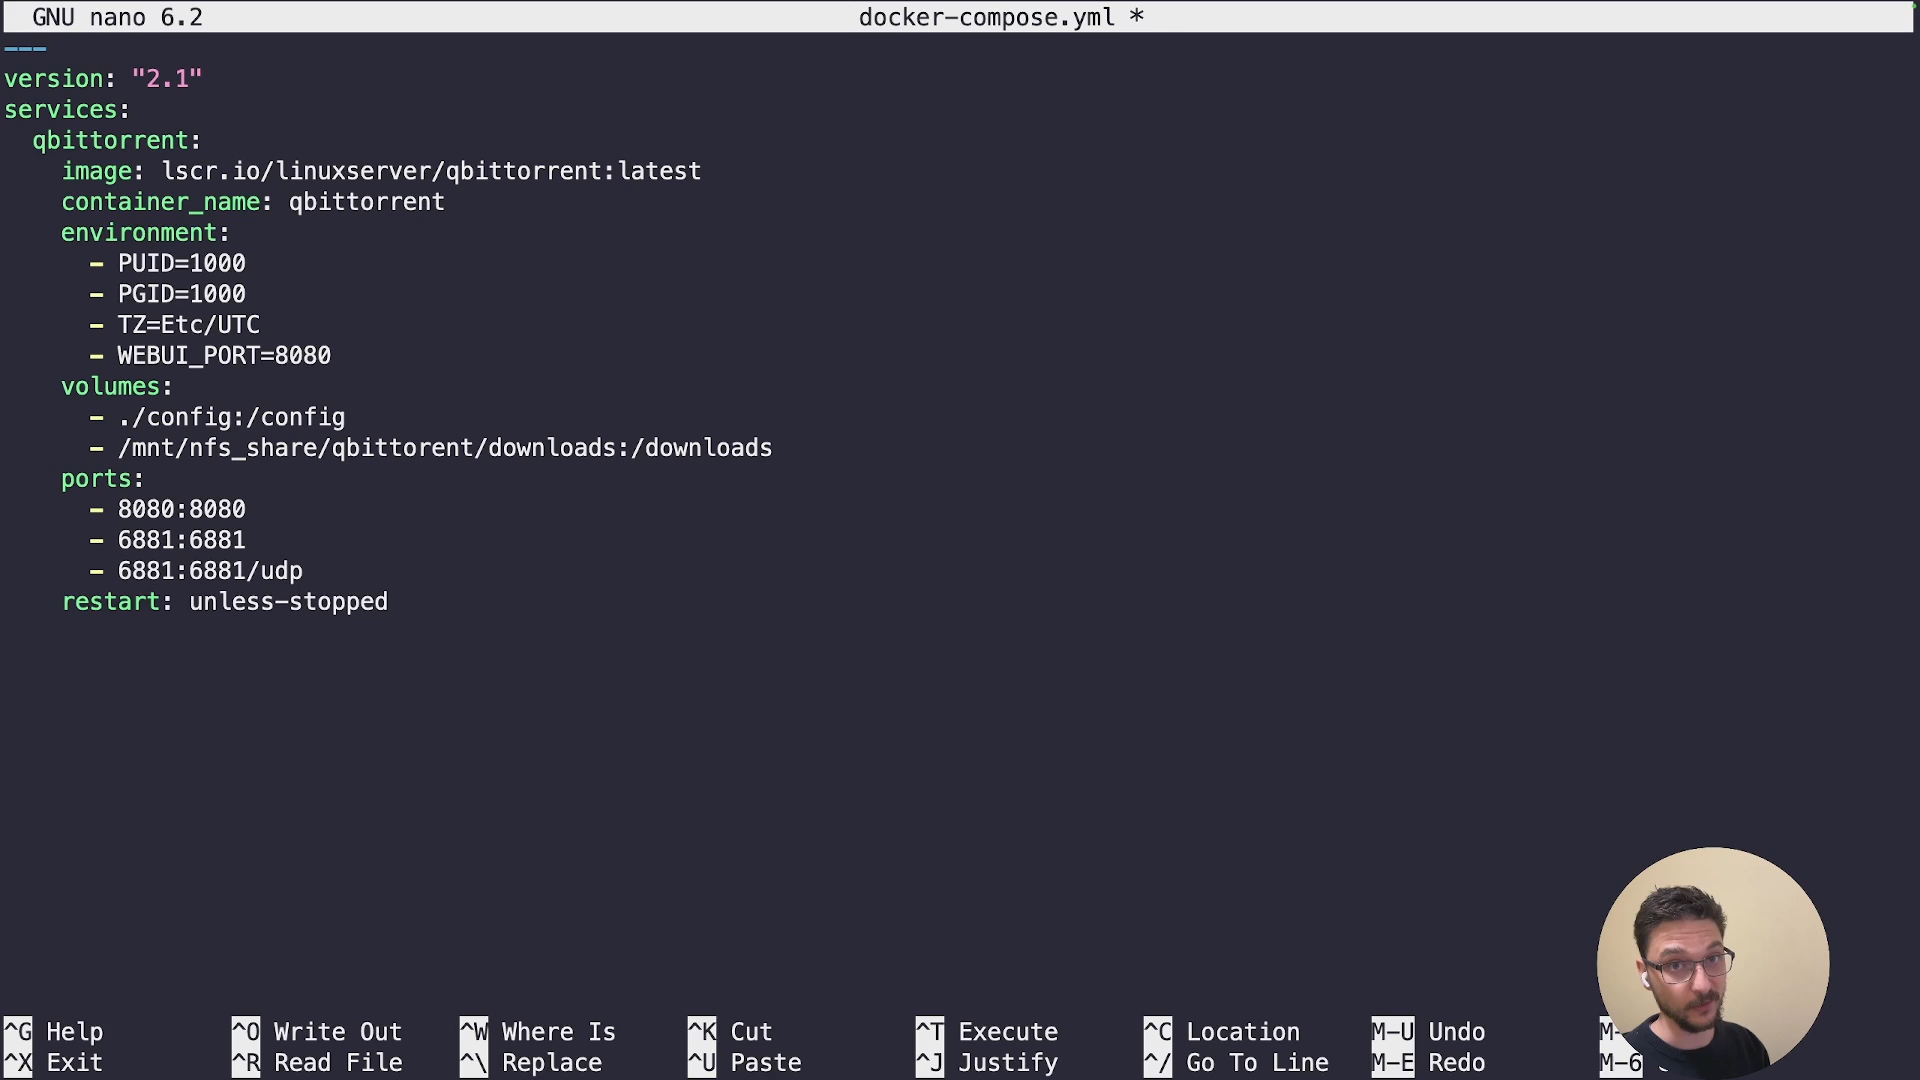 GNU nano 6.2 docker-compose.yml *
---
version: "2.1"
services:
  qbittorrent:
    image: lscr.io/linuxserver/qbittorrent:latest
    container_name: qbittorrent
    environment:
      - PUID=1000
      - PGID=1000
      - TZ=Etc/UTC
      - WEBUI_PORT=8080
    volumes:
      - ./config:/config
      - /mnt/nfs_share/qbittorent/downloads:/downloads
    ports:
      - 8080:8080
      - 6881:6881
      - 6881:6881/udp
    restart: unless-stopped
^G Help ^O Write Out ^W Where Is ^K Cut ^T Execute ^C Location M-U Undo
^X Exit ^R Read File ^\ Replace ^U Paste ^J Justify ^/ Go To Line M-E Redo M-6